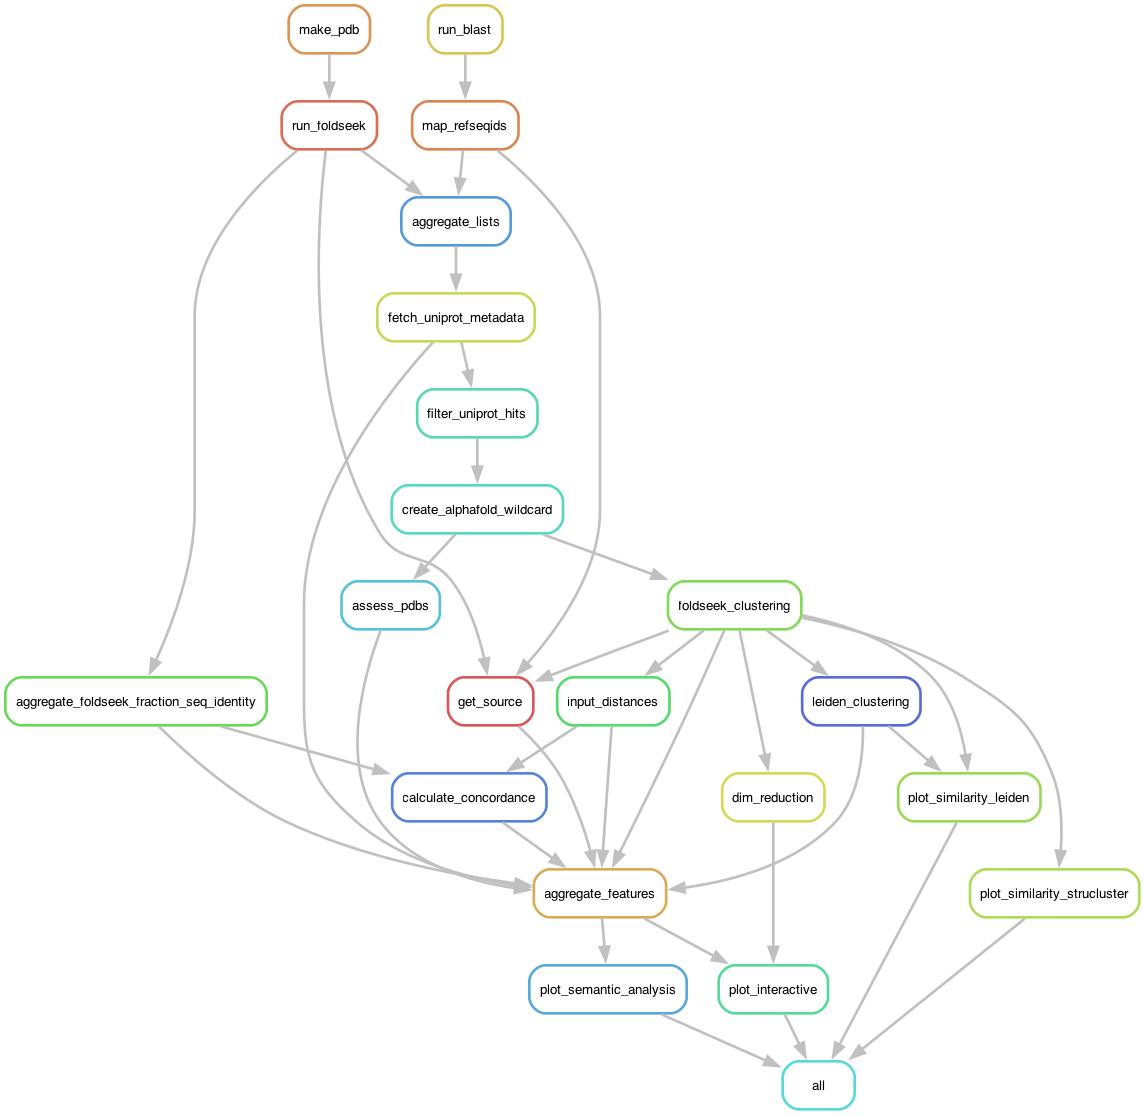 make_pdb
run_blast
run_foldseek
map_refseqids
aggregate_lists
fetch_uniprot_metadata
filter_uniprot_hits
create_alphafold_wildcard
assess_pdbs
foldseek_clustering
aggregate_foldseek_fraction_seq_identity
get_source
input_distances
leiden_clustering
calculate_concordance
dim_reduction
plot_similarity_leiden
aggregate_features
plot_similarity_strucluster
plot_semantic_analysis
plot_interactive
all